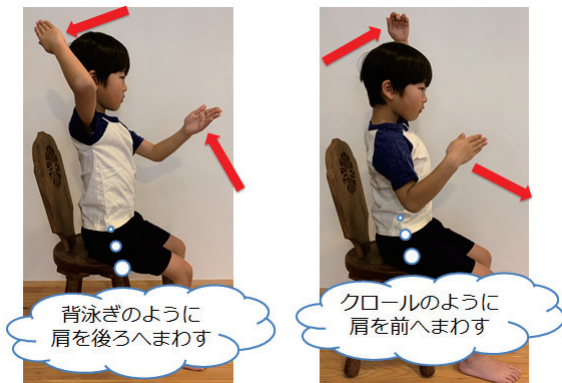 背泳ぎのように
肩を後ろへまわす
クロールのように
肩を前へまわす